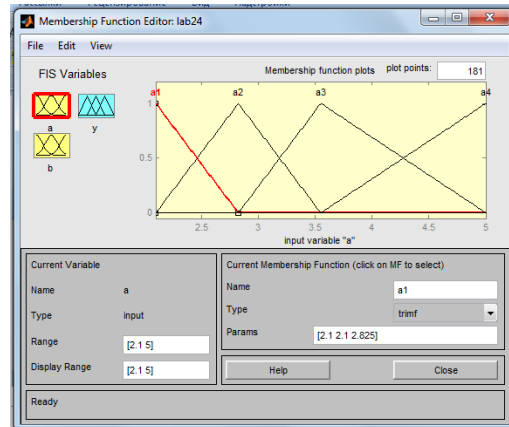 Рецензирование Вид Надстройки
Membership Function Editor: lab24
File Edit View
FIS Variables
Membership function plots plot points: 181
a y
b
a1 a2 a3 a4
1
0.5
0
2.5 3 3.5 4 4.5 5
input variable "a"
Current Variable
Name a
Type input
Range [2.1 5]
Display Range [2.1 5]
Current Membership Function (click on MF to select)
Name a1
Type trimf
Params [2.1 2.1 2.825]
Help Close
Ready